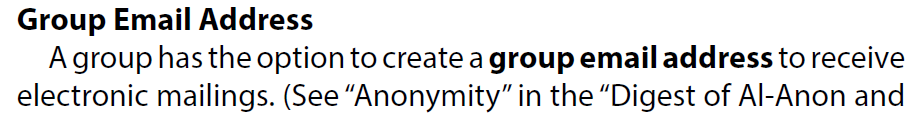 Group Email Address
A group has the option to create a group email address to receive
electronic mailings. (See “Anonymity” in the “Digest of Al-Anon and